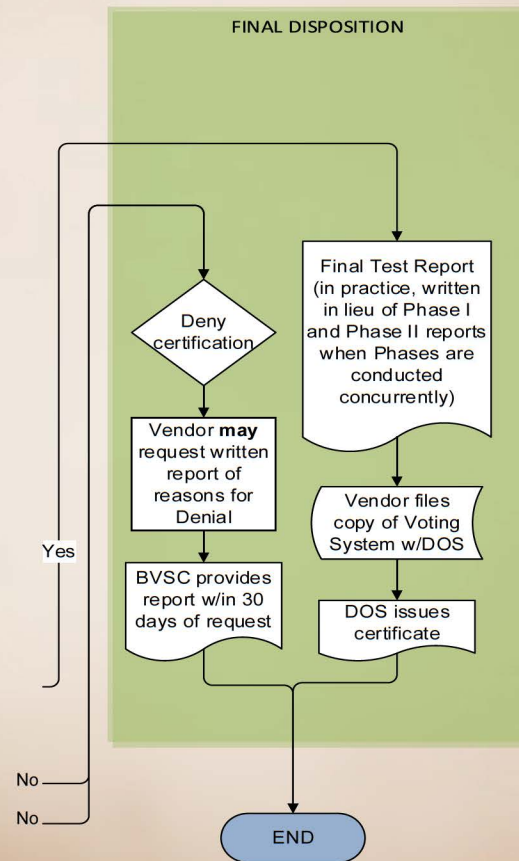 FINAL DISPOSITION
Deny
certification
Vendor may
request written
report of
reasons for
Denial
BVSC provides
report w/in 30
days of request
Final Test Report
(in practice, written
in lieu of Phase I
and Phase II reports
when Phases are
conducted
concurrently)
Vendor files
copy of Voting
System w/DOS
DOS issues
certificate
Yes
No
No
END